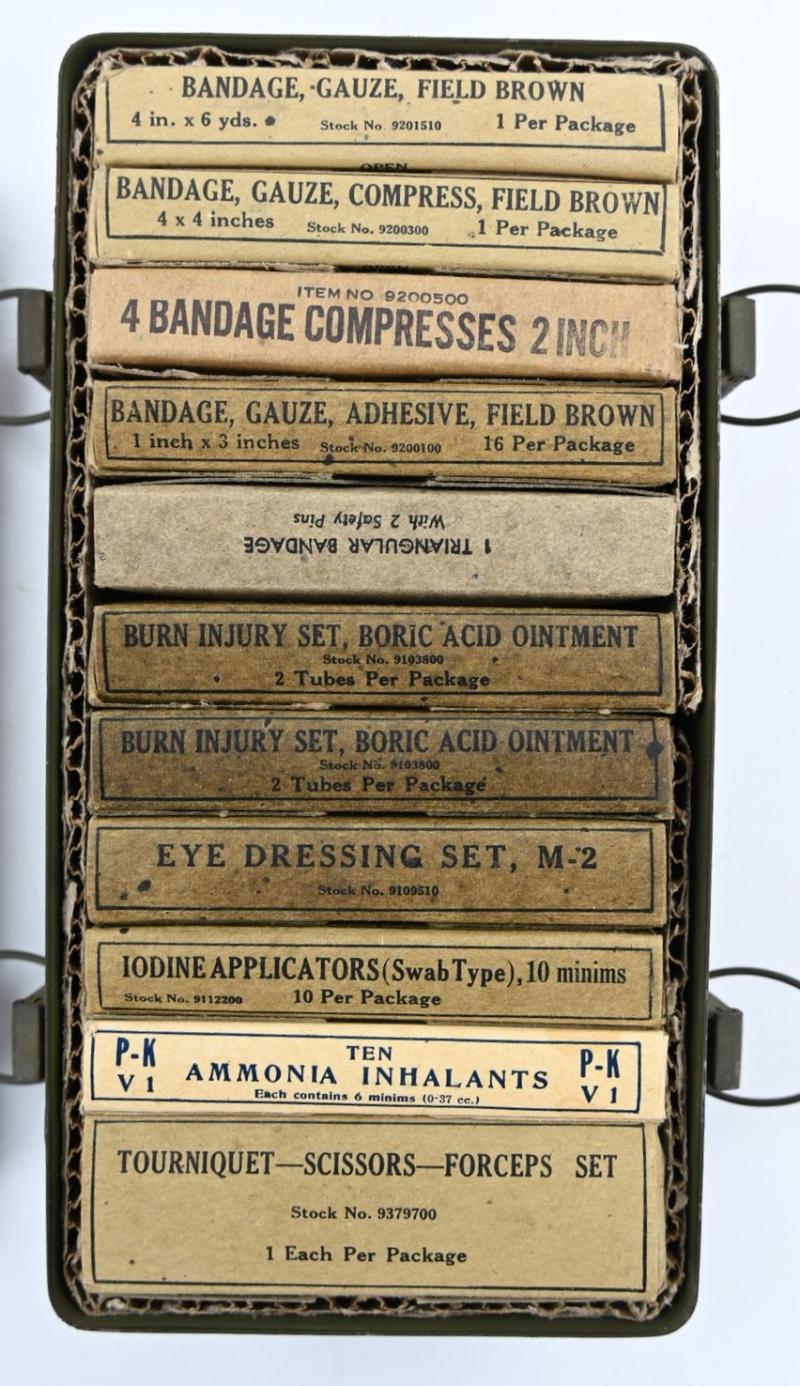 BANDAGE, GAUZE, FIELD BROWN
4 in. x 6 yds. Stock No. 9201510 1 Per Package
OPEN
BANDAGE, GAUZE, COMPRESS, FIELD BROWN
4 x 4 inches Stock No. 9200300 1 Per Package
ITEM NO 9200500
4 BANDAGE COMPRESSES 2 INCH
BANDAGE, GAUZE, ADHESIVE, FIELD BROWN
1 inch x 3 inches Stock No. 9200100 16 Per Package
1 TRIANGULAR BANDAGE
With 2 Safety Pins
BURN INJURY SET, BORIC ACID OINTMENT
Stock No. 9103800
2 Tubes Per Package
BURN INJURY SET, BORIC ACID OINTMENT
Stock No. 9103800
2 Tubes Per Package
EYE DRESSING SET, M-2
Stock No. 9109510
IODINE APPLICATORS (Swab Type), 10 minims
Stock No. 9112200 10 Per Package
P-K TEN P-K
V 1 AMMONIA INHALANTS V 1
Each contains 6 minims (0.37 cc.)
TOURNIQUET—SCISSORS—FORCEPS SET
Stock No. 9379700
1 Each Per Package